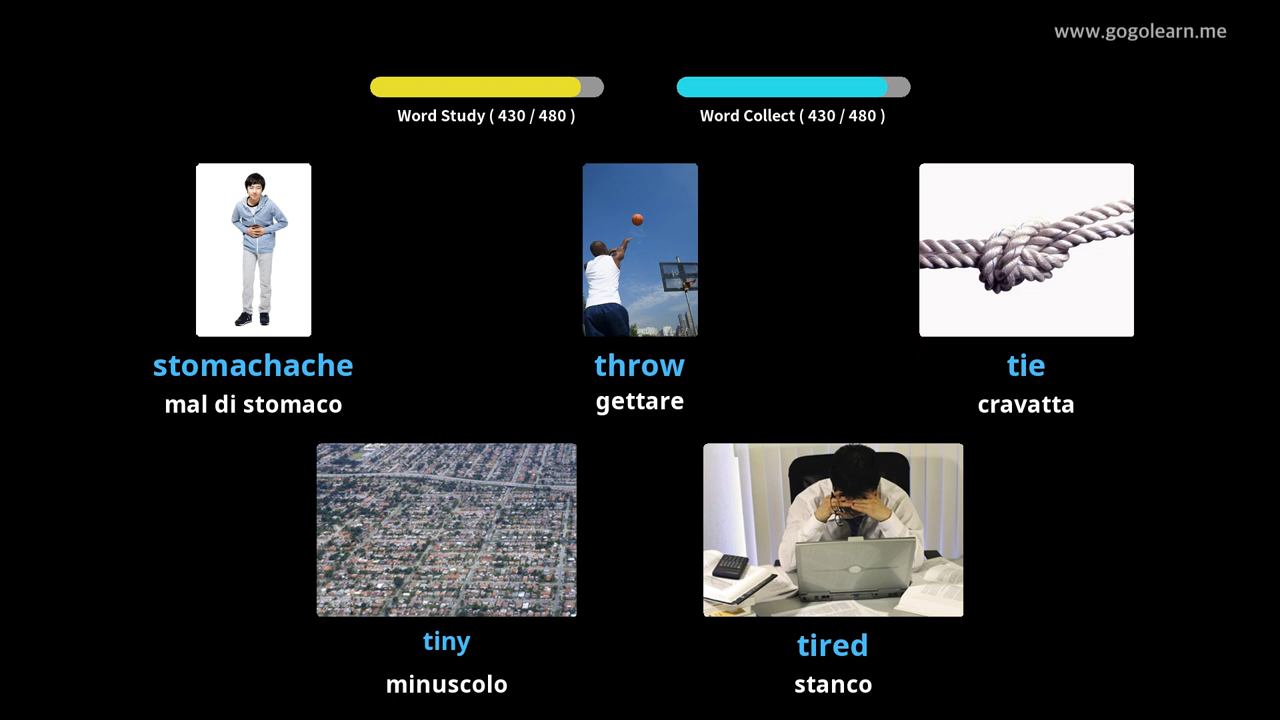 www.gogolearn.me
Word Study ( 430 / 480 )
Word Collect ( 430 / 480 )
stomachache
mal di stomaco
throw
gettare
tie
cravatta
tiny
minuscolo
tired
stanco